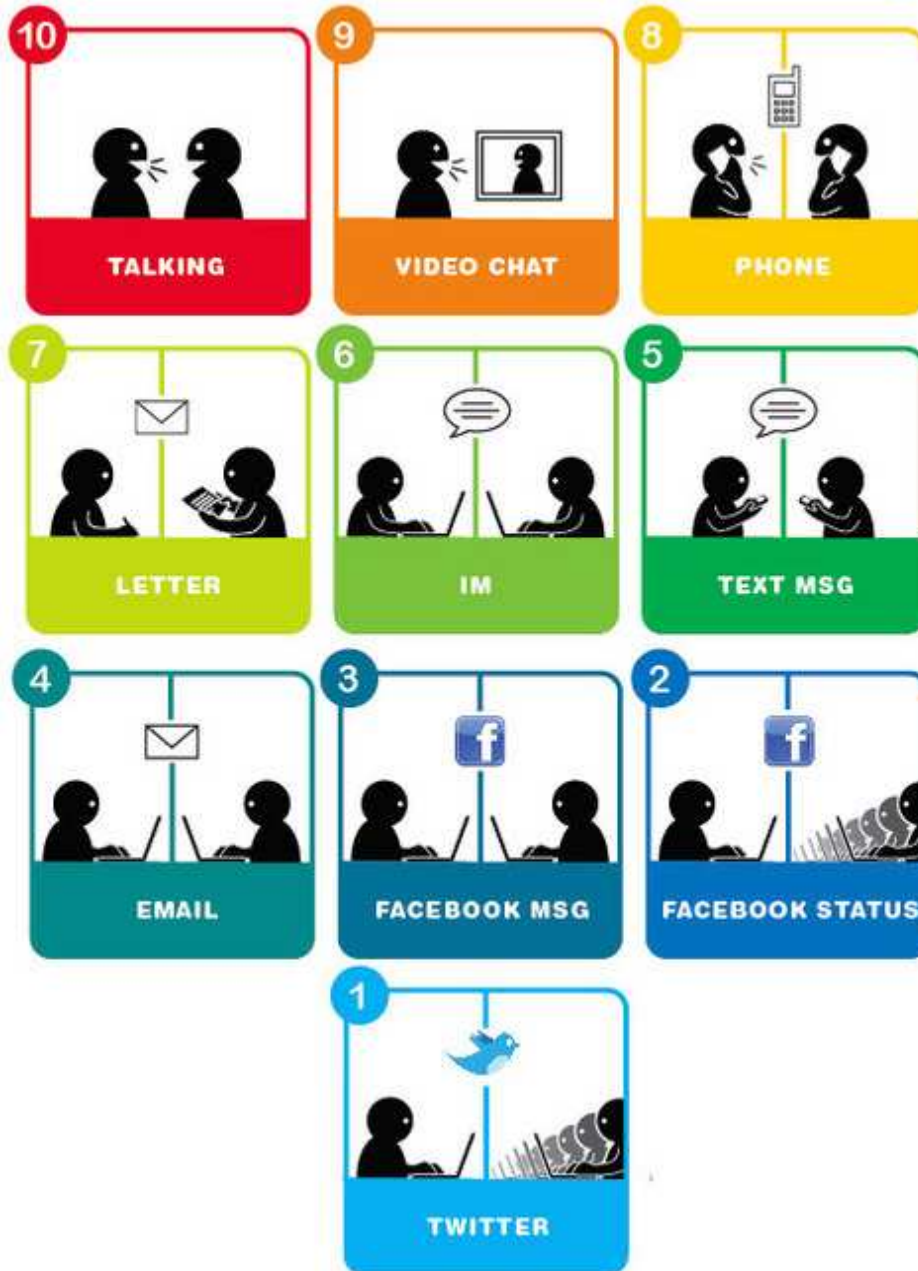 10
9
8
TALKING
VIDEO CHAT
PHONE
7
6
5
LETTER
IM
TEXT MSG
4
3
2
f
f
EMAIL
FACEBOOK MSG
FACEBOOK STATUS
1
TWITTER